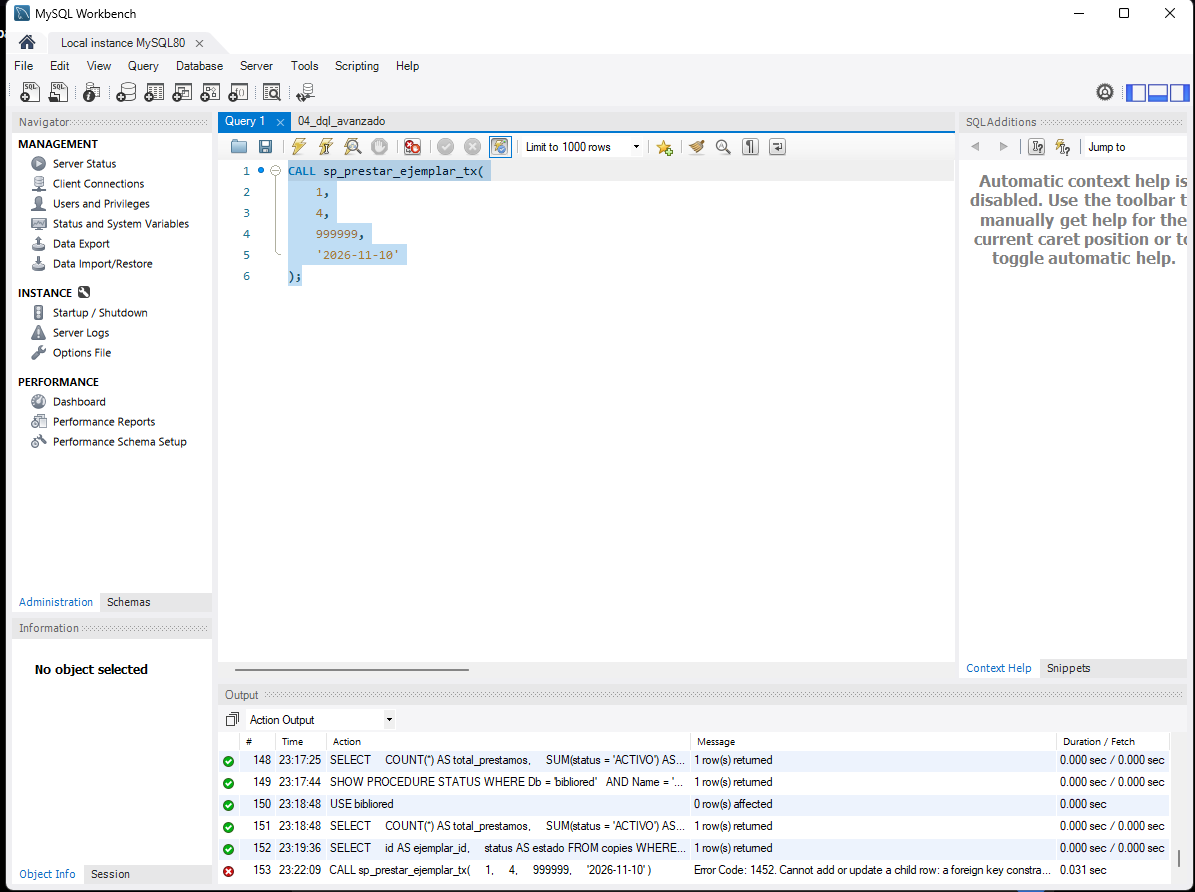 MySQL Workbench
Local instance MySQL80
File Edit View Query Database Server Tools Scripting Help
Navigator
MANAGEMENT
Server Status
Client Connections
Users and Privileges
Status and System Variables
Data Export
Data Import/Restore
INSTANCE
Startup / Shutdown
Server Logs
Options File
PERFORMANCE
Dashboard
Performance Reports
Performance Schema Setup
Administration Schemas
Information
No object selected
Object Info Session
Query 1 04_dql_avanzado
Limit to 1000 rows
1 CALL sp_prestar_ejemplar_tx(
2 1,
3 4,
4 999999,
5 '2026-11-10'
6 );
SQLAdditions
Jump to
Automatic context help is
disabled. Use the toolbar t
manually get help for the
current caret position or to
toggle automatic help.
Context Help Snippets
Output
Action Output
# Time Action Message Duration / Fetch
148 23:17:25 SELECT COUNT(*) AS total_prestamos, SUM(status = 'ACTIVO') AS... 1 row(s) returned 0.000 sec / 0.000 sec
149 23:17:44 SHOW PROCEDURE STATUS WHERE Db = 'bibliored' AND Name = '... 1 row(s) returned 0.000 sec / 0.000 sec
150 23:18:48 USE bibliored 0 row(s) affected 0.000 sec
151 23:18:48 SELECT COUNT(*) AS total_prestamos, SUM(status = 'ACTIVO') AS... 1 row(s) returned 0.000 sec / 0.000 sec
152 23:19:36 SELECT id AS ejemplar_id, status AS estado FROM copies WHERE... 1 row(s) returned 0.000 sec / 0.000 sec
153 23:22:09 CALL sp_prestar_ejemplar_tx( 1, 4, 999999, '2026-11-10' ) Error Code: 1452. Cannot add or update a child row: a foreign key constra... 0.031 sec